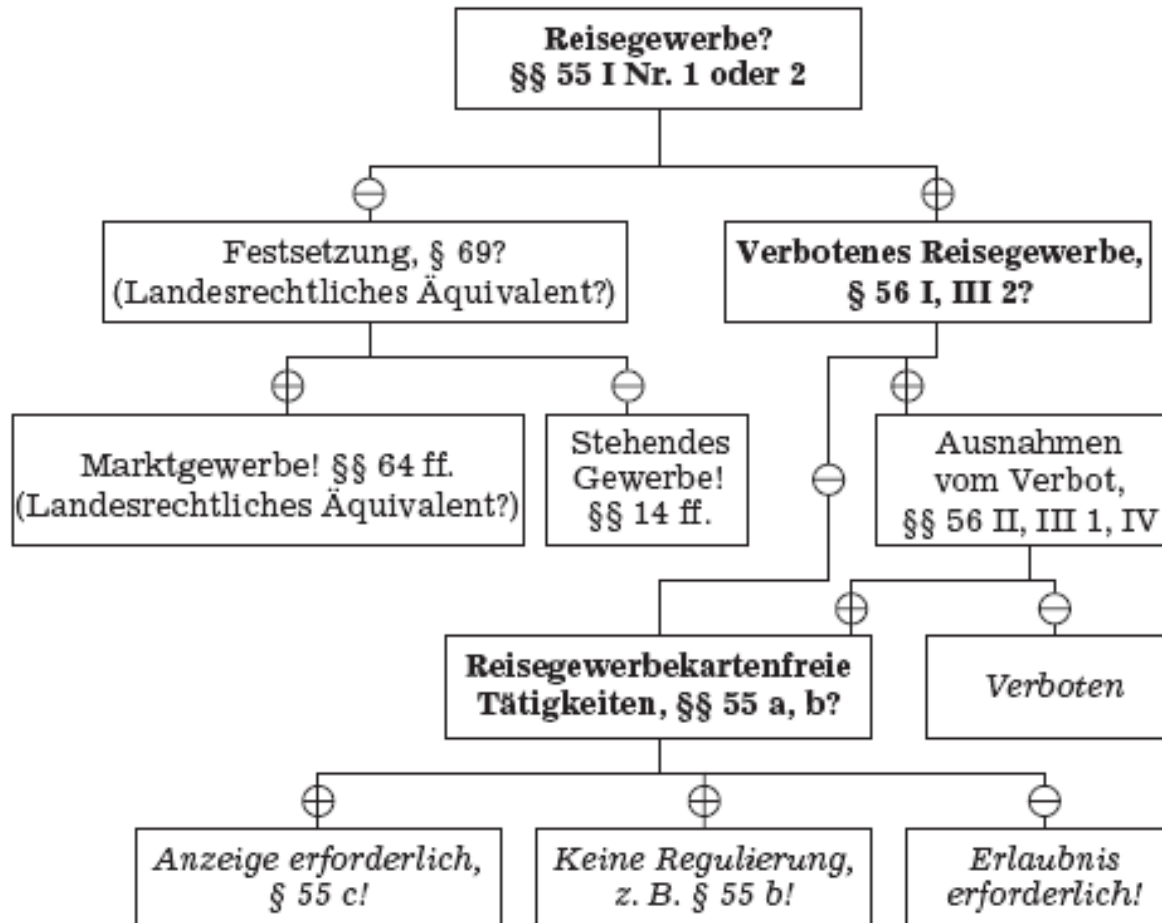 Reisegewerbe?
§§ 55 I Nr. 1 oder 2
Festsetzung, § 69?
(Landesrechtliches Äquivalent?)
Verbotenes Reisegewerbe,
§ 56 I, III 2?
Marktgewerbe! §§ 64 ff.
(Landesrechtliches Äquivalent?)
Stehendes
Gewerbe!
§§ 14 ff.
Ausnahmen
vom Verbot,
§§ 56 II, III 1, IV
Reisegewerbekartenfreie
Tätigkeiten, §§ 55 a, b?
Verboten
Anzeige erforderlich,
§ 55 c!
Keine Regulierung,
z. B. § 55 b!
Erlaubnis
erforderlich!